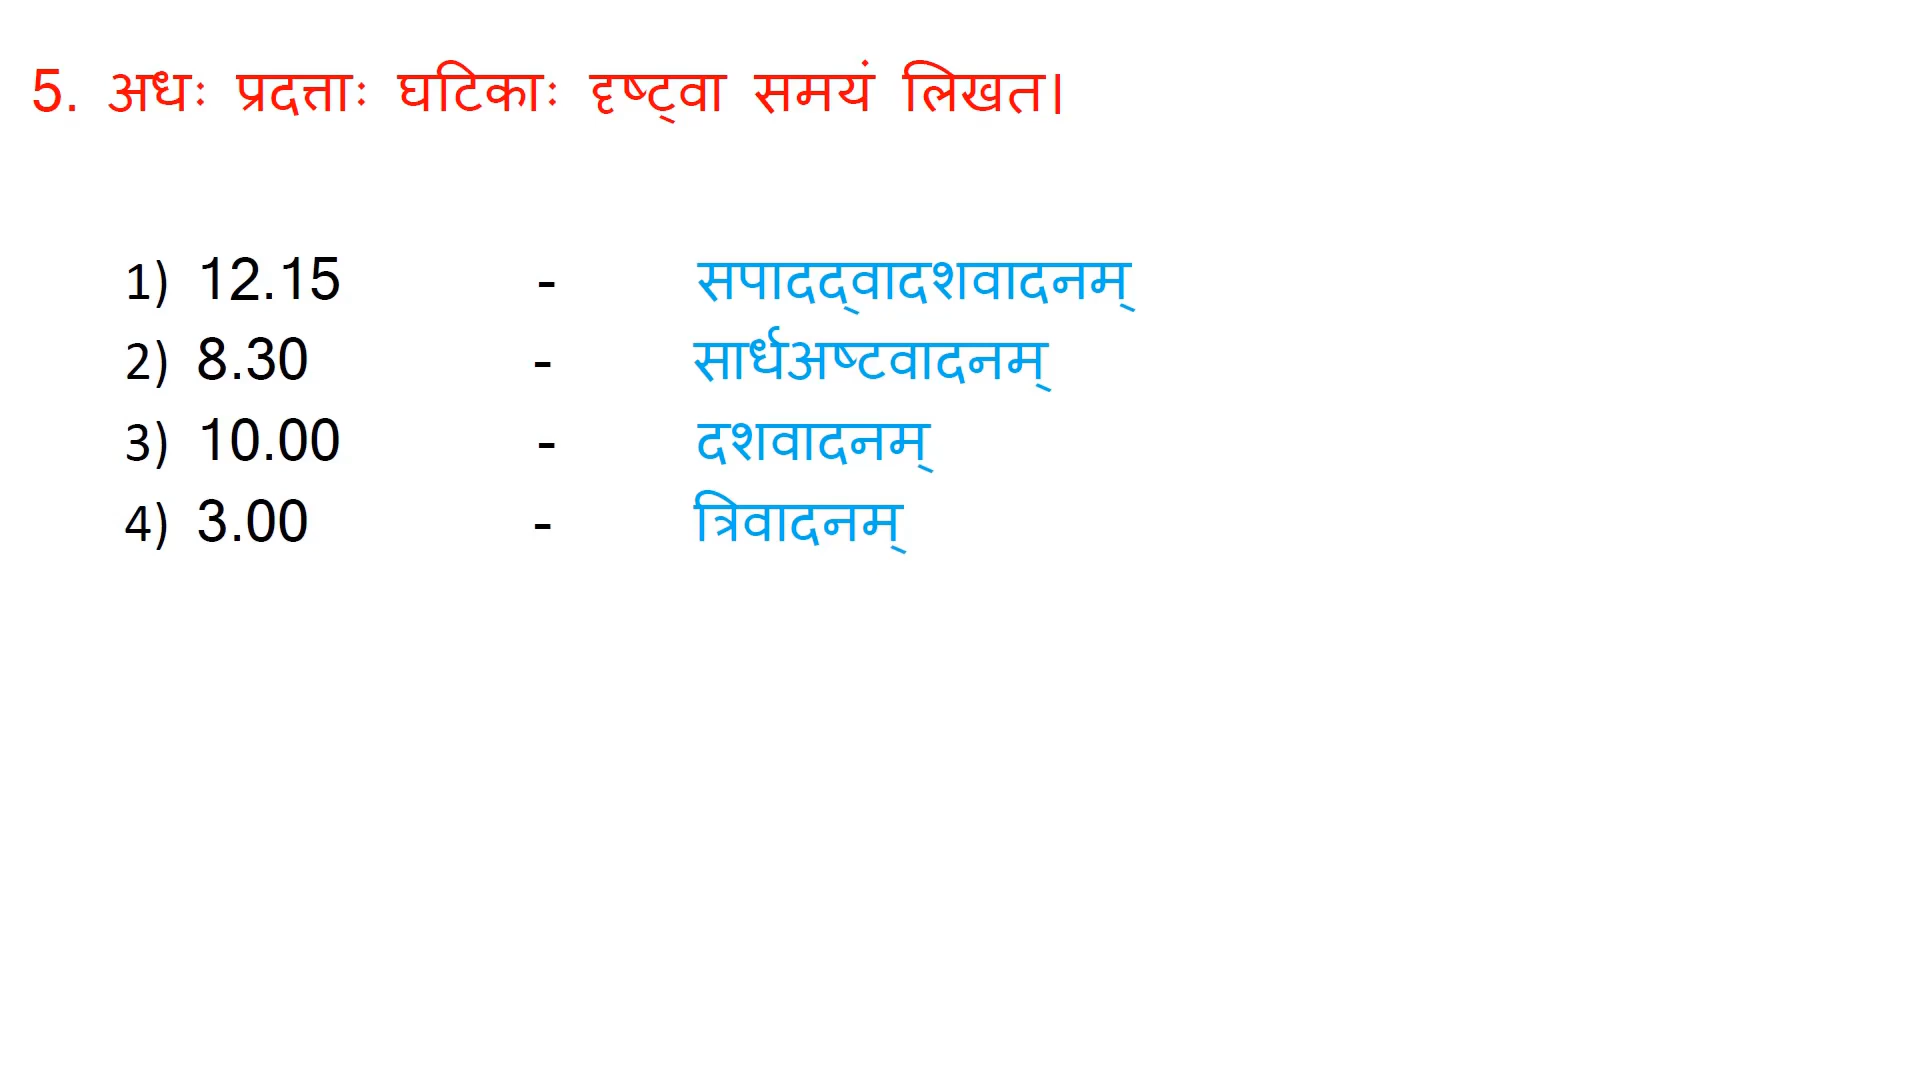 5. अधः प्रदत्ताः घटिकाः दृष्ट्वा समयं लिखत।
1) 12.15 - सपादद्वादशवादनम्
2) 8.30 - सार्धअष्टवादनम्
3) 10.00 - दशवादनम्
4) 3.00 - त्रिवादनम्